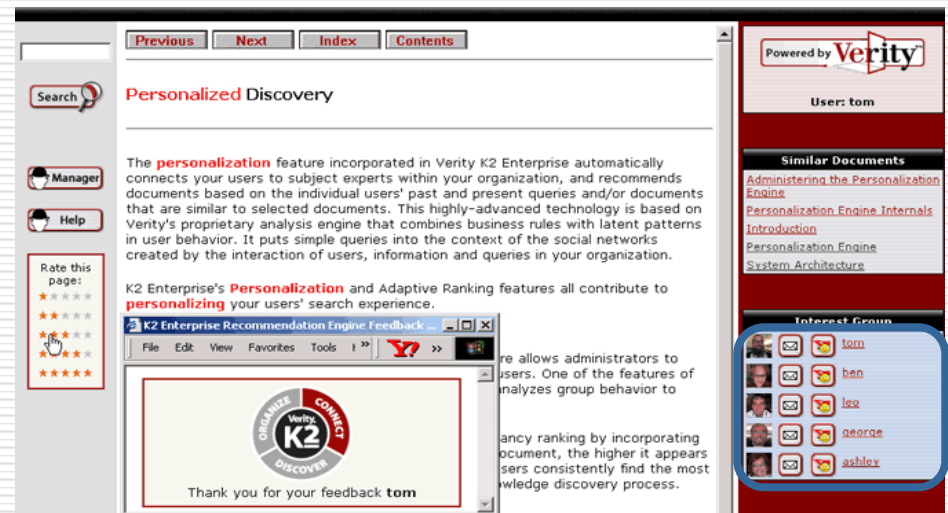 Previous
Next
Index
Contents
Search
Manager
Help
Rate this
page:
Personalized Discovery
The personalization feature incorporated in Verity K2 Enterprise automatically
connects your users to subject experts within your organization, and recommends
documents based on the individual users' past and present queries and/or documents
that are similar to selected documents. This highly-advanced technology is based on
Verity's proprietary analysis engine that combines business rules with latent patterns
in user behavior. It puts simple queries into the context of the social networks
created by the interaction of users, information and queries in your organization.
K2 Enterprise's Personalization and Adaptive Ranking features all contribute to
personalizing your users' search experience.
K2 Enterprise Recommendation Engine Feedback ...
File Edit View Favorites Tools
Y? »
ORGANIZE
CONNECT
DISCOVER
Verity
K2
Thank you for your feedback tom
re allows administrators to
users. One of the features of
analyzes group behavior to
ancy ranking by incorporating
ocument, the higher it appears
sers consistently find the most
wledge discovery process.
Powered by Verity
User: tom
Similar Documents
Administering the Personalization
Engine
Personalization Engine Internals
Introduction
Personalization Engine
System Architecture
Interest Group
tom
ben
leo
george
ashley